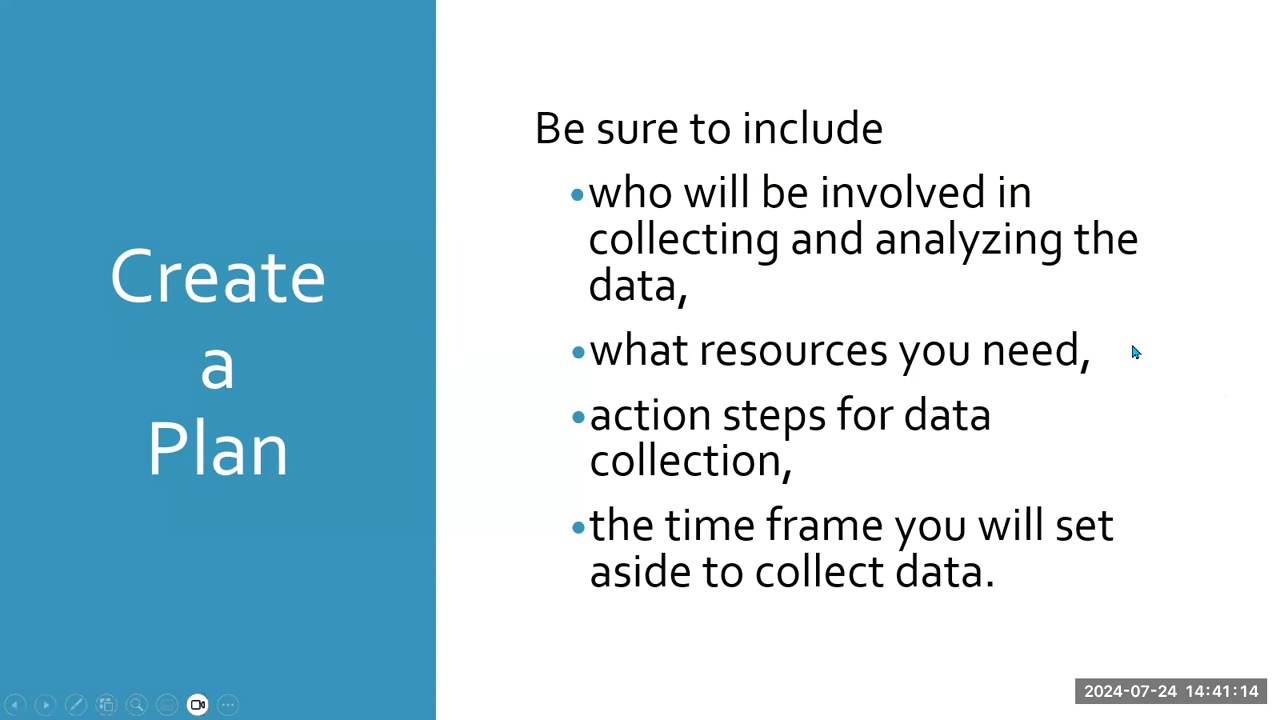 Create
a
Plan
Be sure to include
•who will be involved in
collecting and analyzing the
data,
•what resources you need,
•action steps for data
collection,
•the time frame you will set
aside to collect data.
2024-07-24 14:41:14